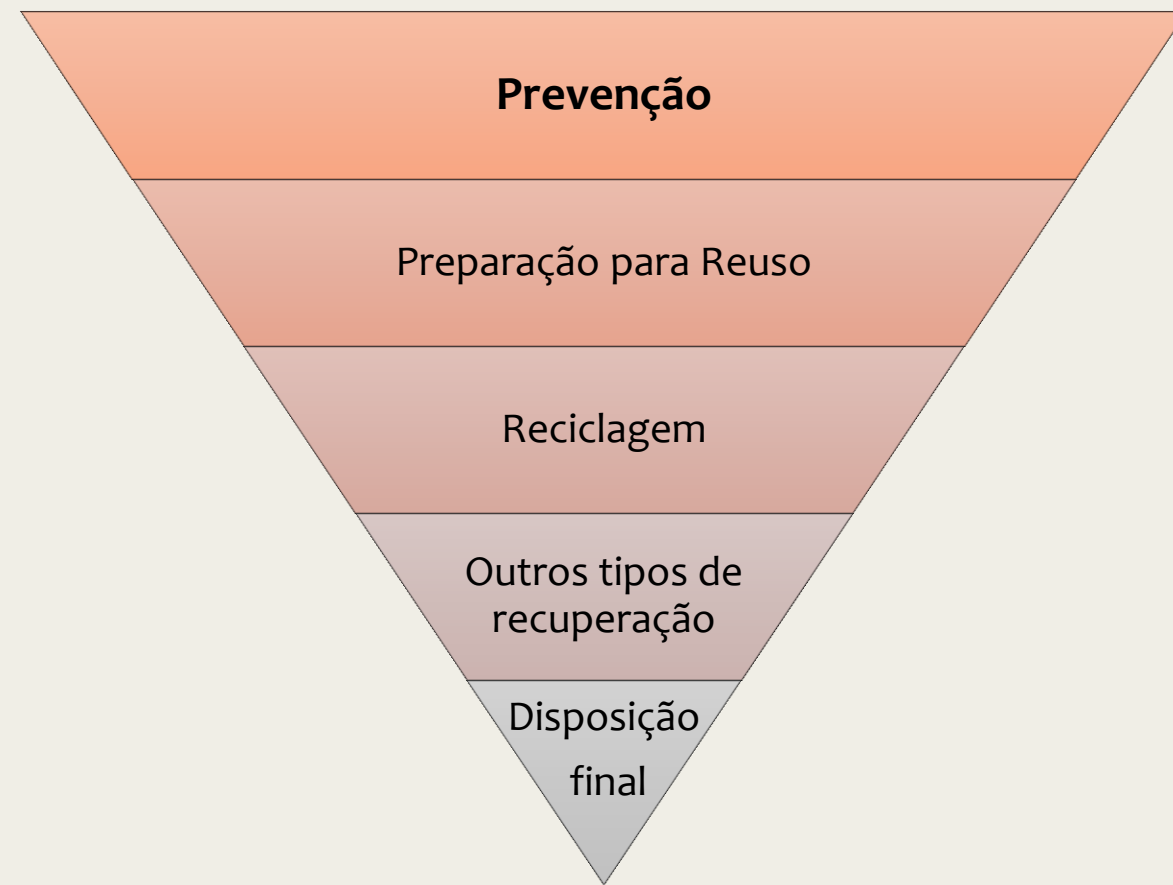 Prevenção
Preparação para Reuso
Reciclagem
Outros tipos de
recuperação
Disposição
final